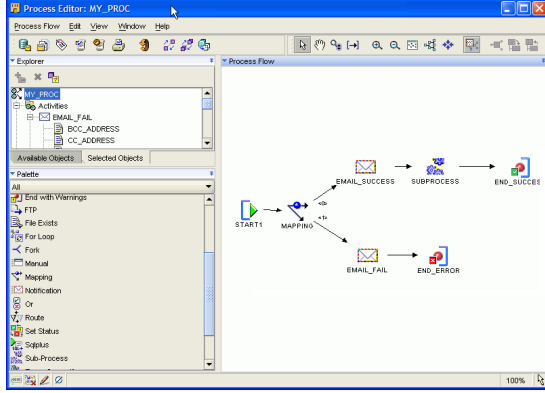 Process Editor: MY_PROC
Process Flow Edit View Window Help
Explorer
MY_PROC
Activities
EMAIL_FAIL
BCC_ADDRESS
CC_ADDRESS
Available Objects Selected Objects
Palette
All
End with Warnings
FTP
File Exists
For Loop
Fork
Manual
Mapping
Notification
Or
Route
Set Status
Sqlplus
Sub-Process
Process Flow
EMAIL_SUCCESS
SUBPROCESS
END_SUCCES
START1
MAPPING
EMAIL_FAIL
END_ERROR
100%